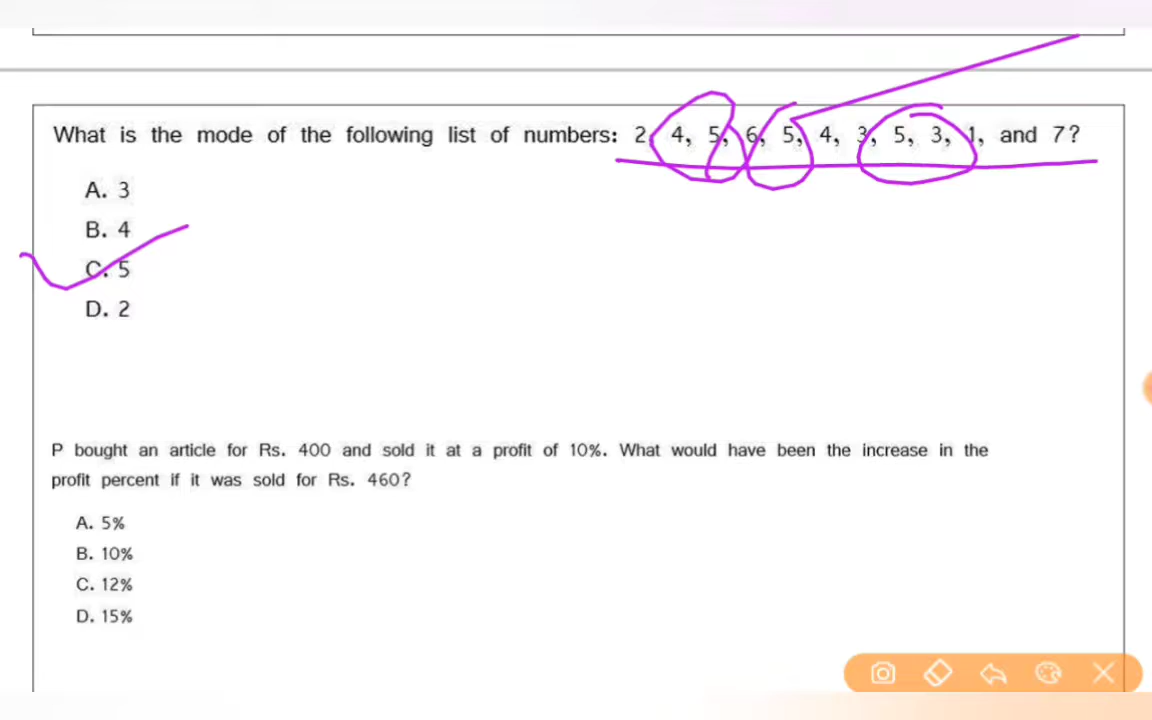 What is the mode of the following list of numbers: 2, 4, 5, 6, 5, 4, 3, 5, 3, 1, and 7?
A. 3
B. 4
C. 5
D. 2
P bought an article for Rs. 400 and sold it at a profit of 10%. What would have been the increase in the
profit percent if it was sold for Rs. 460?
A. 5%
B. 10%
C. 12%
D. 15%